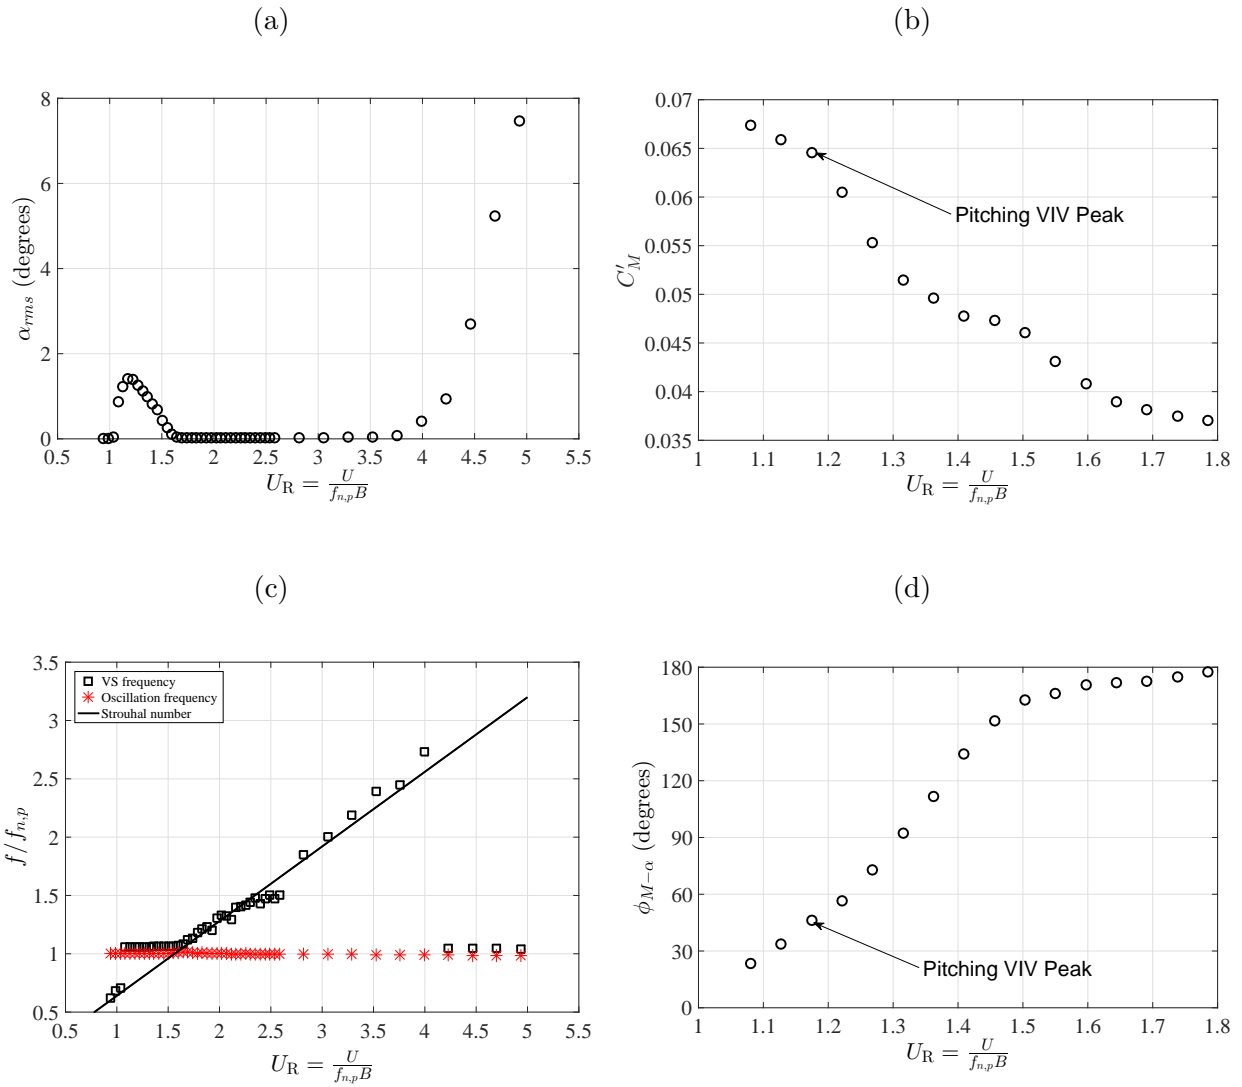 (a)
8
6
4
2
0
α_rms (degrees)
0.5 1 1.5 2 2.5 3 3.5 4 4.5 5 5.5
U_R = U/(f_{n,p}B)
(b)
0.07
0.065
0.06
0.055
0.05
0.045
0.04
0.035
C'_M
Pitching VIV Peak
1 1.1 1.2 1.3 1.4 1.5 1.6 1.7 1.8
U_R = U/(f_{n,p}B)
(c)
3.5
3
2.5
2
1.5
1
0.5
f/f_{n,p}
VS frequency
Oscillation frequency
Strouhal number
0.5 1 1.5 2 2.5 3 3.5 4 4.5 5 5.5
U_R = U/(f_{n,p}B)
(d)
180
150
120
90
60
30
0
ϕ_{M−α} (degrees)
Pitching VIV Peak
1 1.1 1.2 1.3 1.4 1.5 1.6 1.7 1.8
U_R = U/(f_{n,p}B)